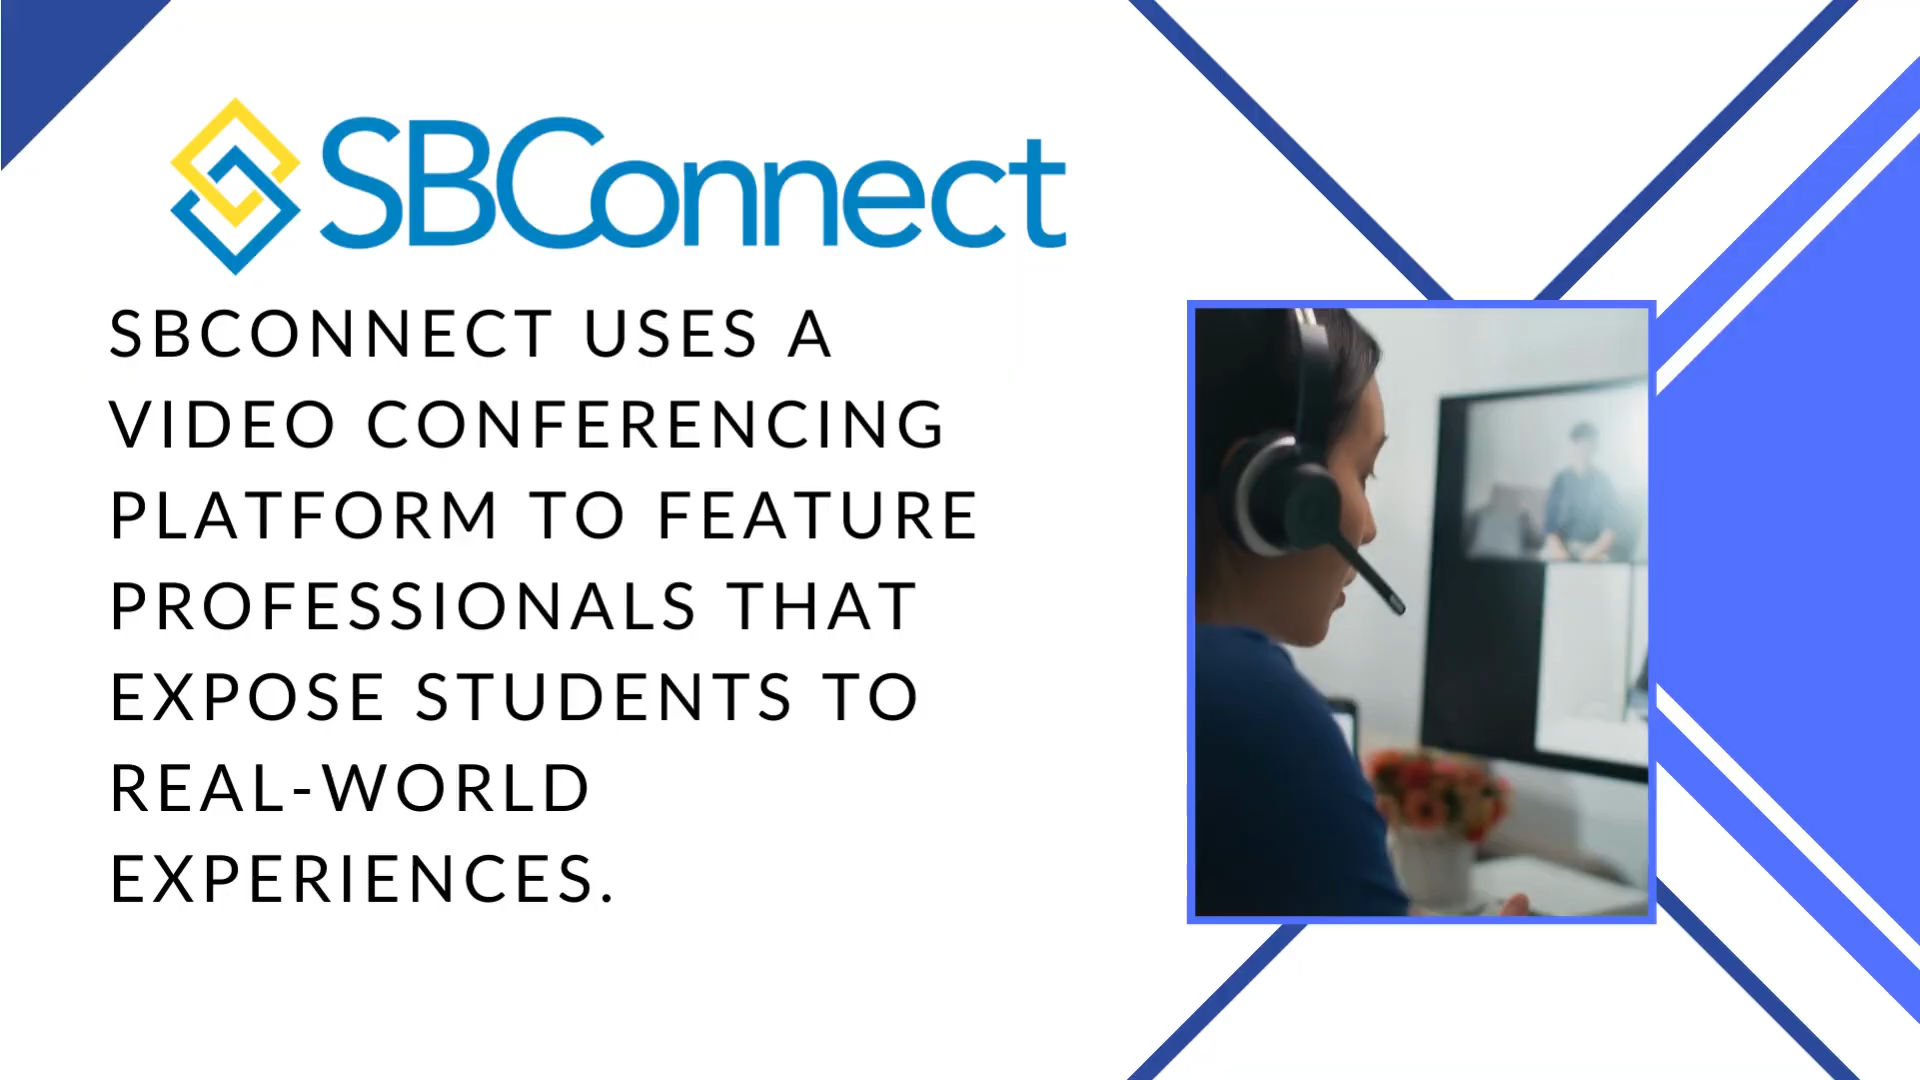 SBConnect
SBCONNECT USES A
VIDEO CONFERENCING
PLATFORM TO FEATURE
PROFESSIONALS THAT
EXPOSE STUDENTS TO
REAL-WORLD
EXPERIENCES.